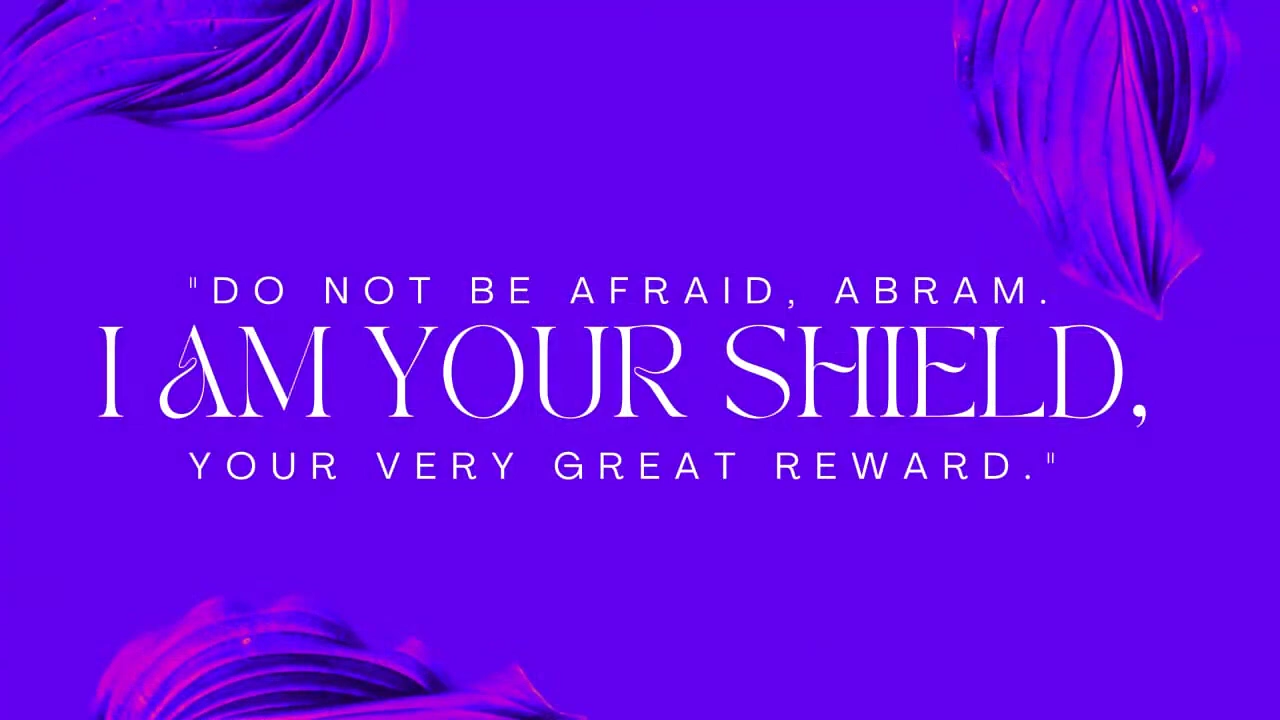 "DO NOT BE AFRAID, ABRAM.
I AM YOUR SHIELD,
YOUR VERY GREAT REWARD."